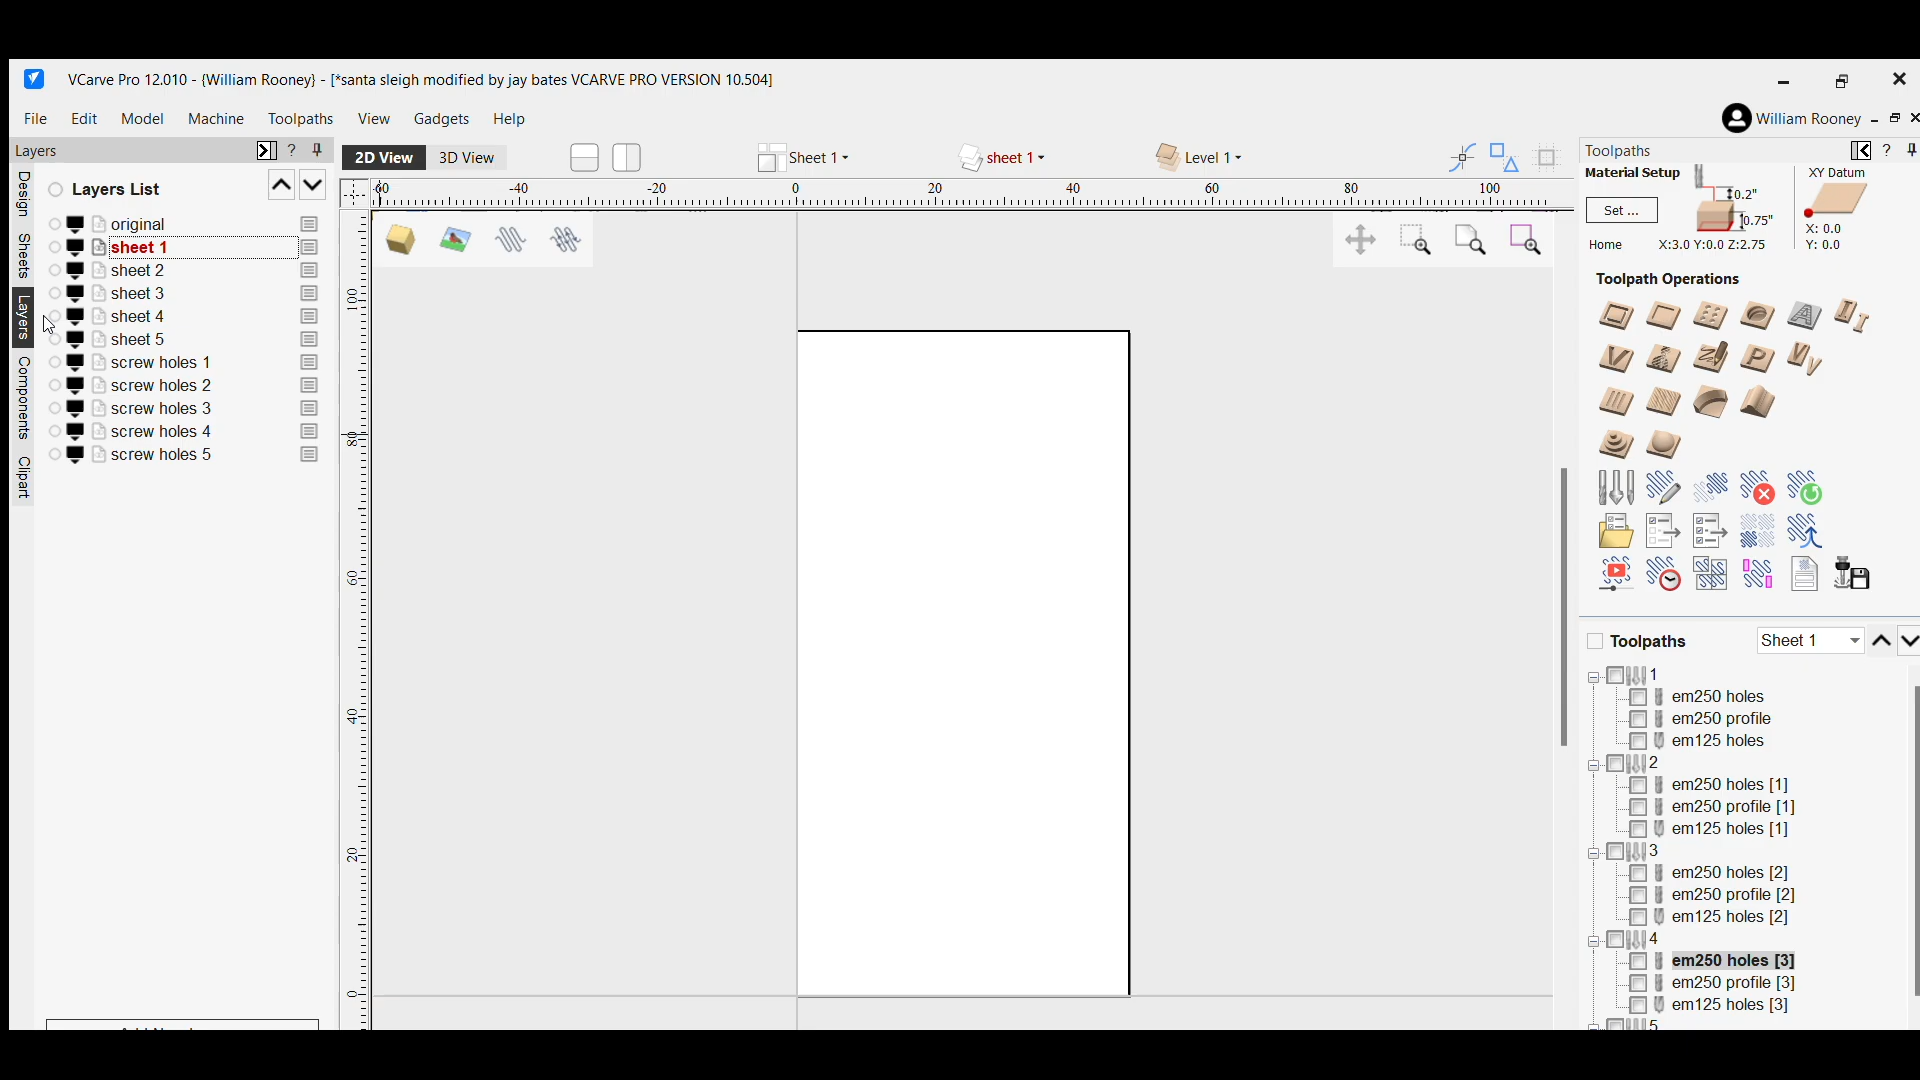 VCarve Pro 12.010 - {William Rooney} - [*santa sleigh modified by jay bates VCARVE PRO VERSION 10.504]
File Edit Model Machine Toolpaths View Gadgets Help
William Rooney
Layers
?
2D View 3D View
Sheet 1
sheet 1
Level 1
Toolpaths
?
Design
Sheets
Layers
Components
Clipart
Layers List
original
sheet 1
sheet 2
sheet 3
sheet 4
sheet 5
screw holes 1
screw holes 2
screw holes 3
screw holes 4
screw holes 5
-40 -20 0 20 40 60 80 100
100
80
60
40
20
0
Material Setup
Set ...
0.2"
0.75"
Home X:3.0 Y:0.0 Z:2.75
XY Datum
X: 0.0
Y: 0.0
Toolpath Operations
Toolpaths
Sheet 1
1
em250 holes
em250 profile
em125 holes
2
em250 holes [1]
em250 profile [1]
em125 holes [1]
3
em250 holes [2]
em250 profile [2]
em125 holes [2]
4
em250 holes [3]
em250 profile [3]
em125 holes [3]
5